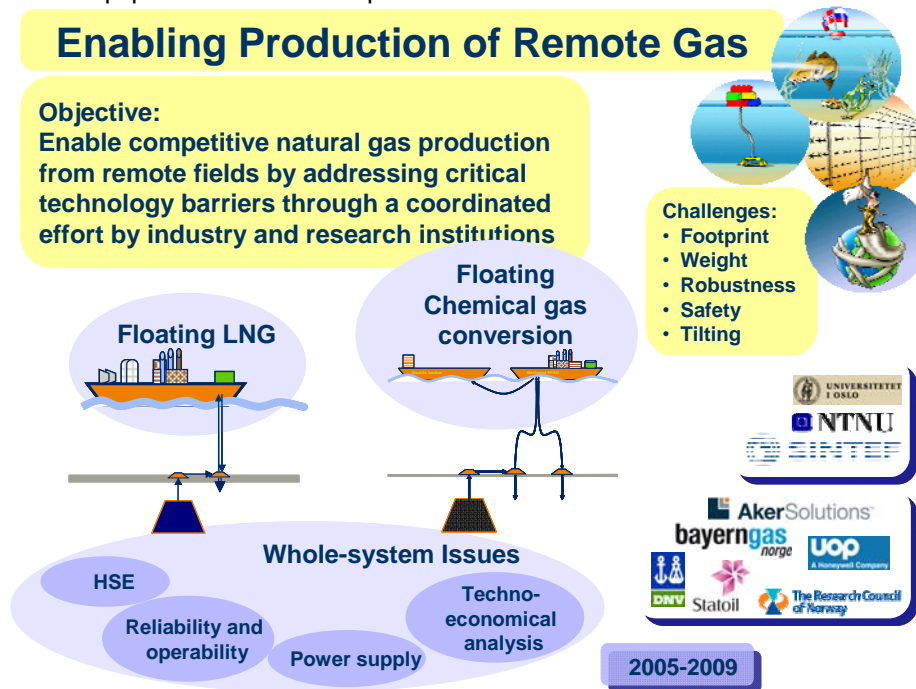 Enabling Production of Remote Gas
Objective:
Enable competitive natural gas production
from remote fields by addressing critical
technology barriers through a coordinated
effort by industry and research institutions
Challenges:
• Footprint
• Weight
• Robustness
• Safety
• Tilting
Floating LNG
Floating
Chemical gas
conversion
UNIVERSITETET
I OSLO
NTNU
SINTEF
AkerSolutions
bayerngas
norge
uop
A Honeywell Company
DNV
Statoil
The Research Council
of Norway
Whole-system Issues
HSE
Reliability and
operability
Power supply
Techno-
economical
analysis
2005-2009